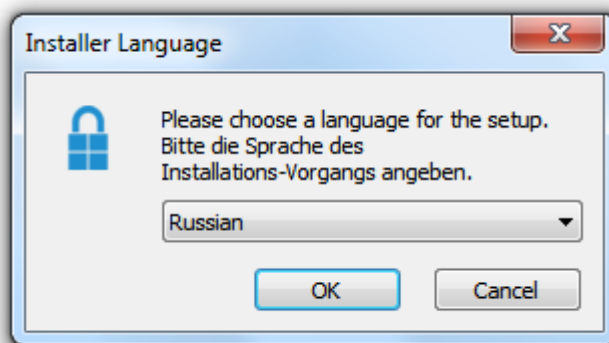 Installer Language
Please choose a language for the setup.
Bitte die Sprache des
Installations-Vorgangs angeben.
Russian
OK
Cancel